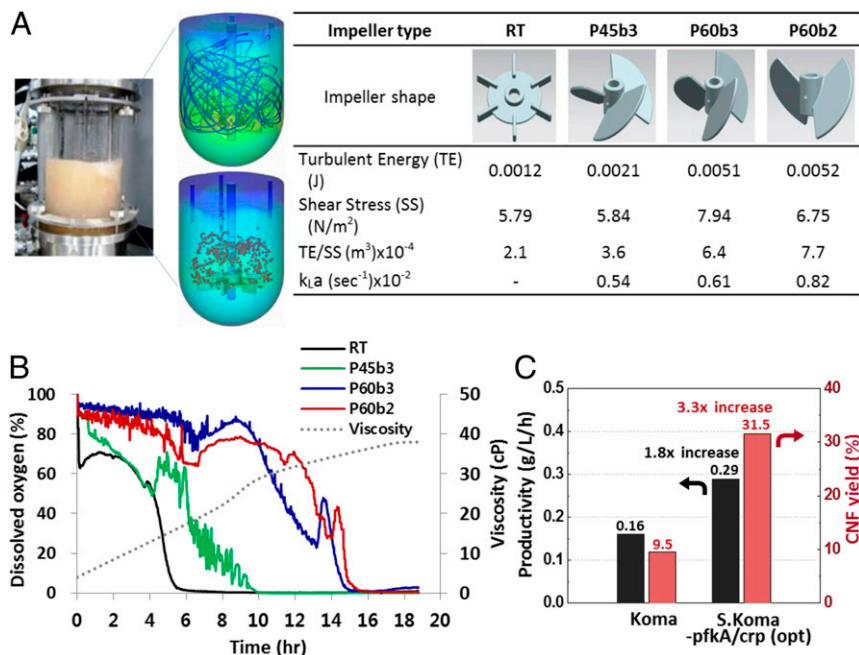 A
Impeller type RT P45b3 P60b3 P60b2
Impeller shape
Turbulent Energy (TE)
(J) 0.0012 0.0021 0.0051 0.0052
Shear Stress (SS)
(N/m²) 5.79 5.84 7.94 6.75
TE/SS (m³)x10⁻⁴ 2.1 3.6 6.4 7.7
kLa (sec⁻¹)x10⁻² - 0.54 0.61 0.82
B
RT
P45b3
P60b3
P60b2
Viscosity
Dissolved oxygen (%)
100
80
60
40
20
0
50
40
30
20
10
0
Viscosity (cP)
0 2 4 6 8 10 12 14 16 18 20
Time (hr)
C
Productivity (g/L/h)
0.5
0.4
0.3
0.2
0.1
0.0
40
30
20
10
0
CNF yield (%)
3.3x increase
31.5
1.8x increase
0.29
0.16
9.5
Koma S.Koma
-pfkA/crp (opt)